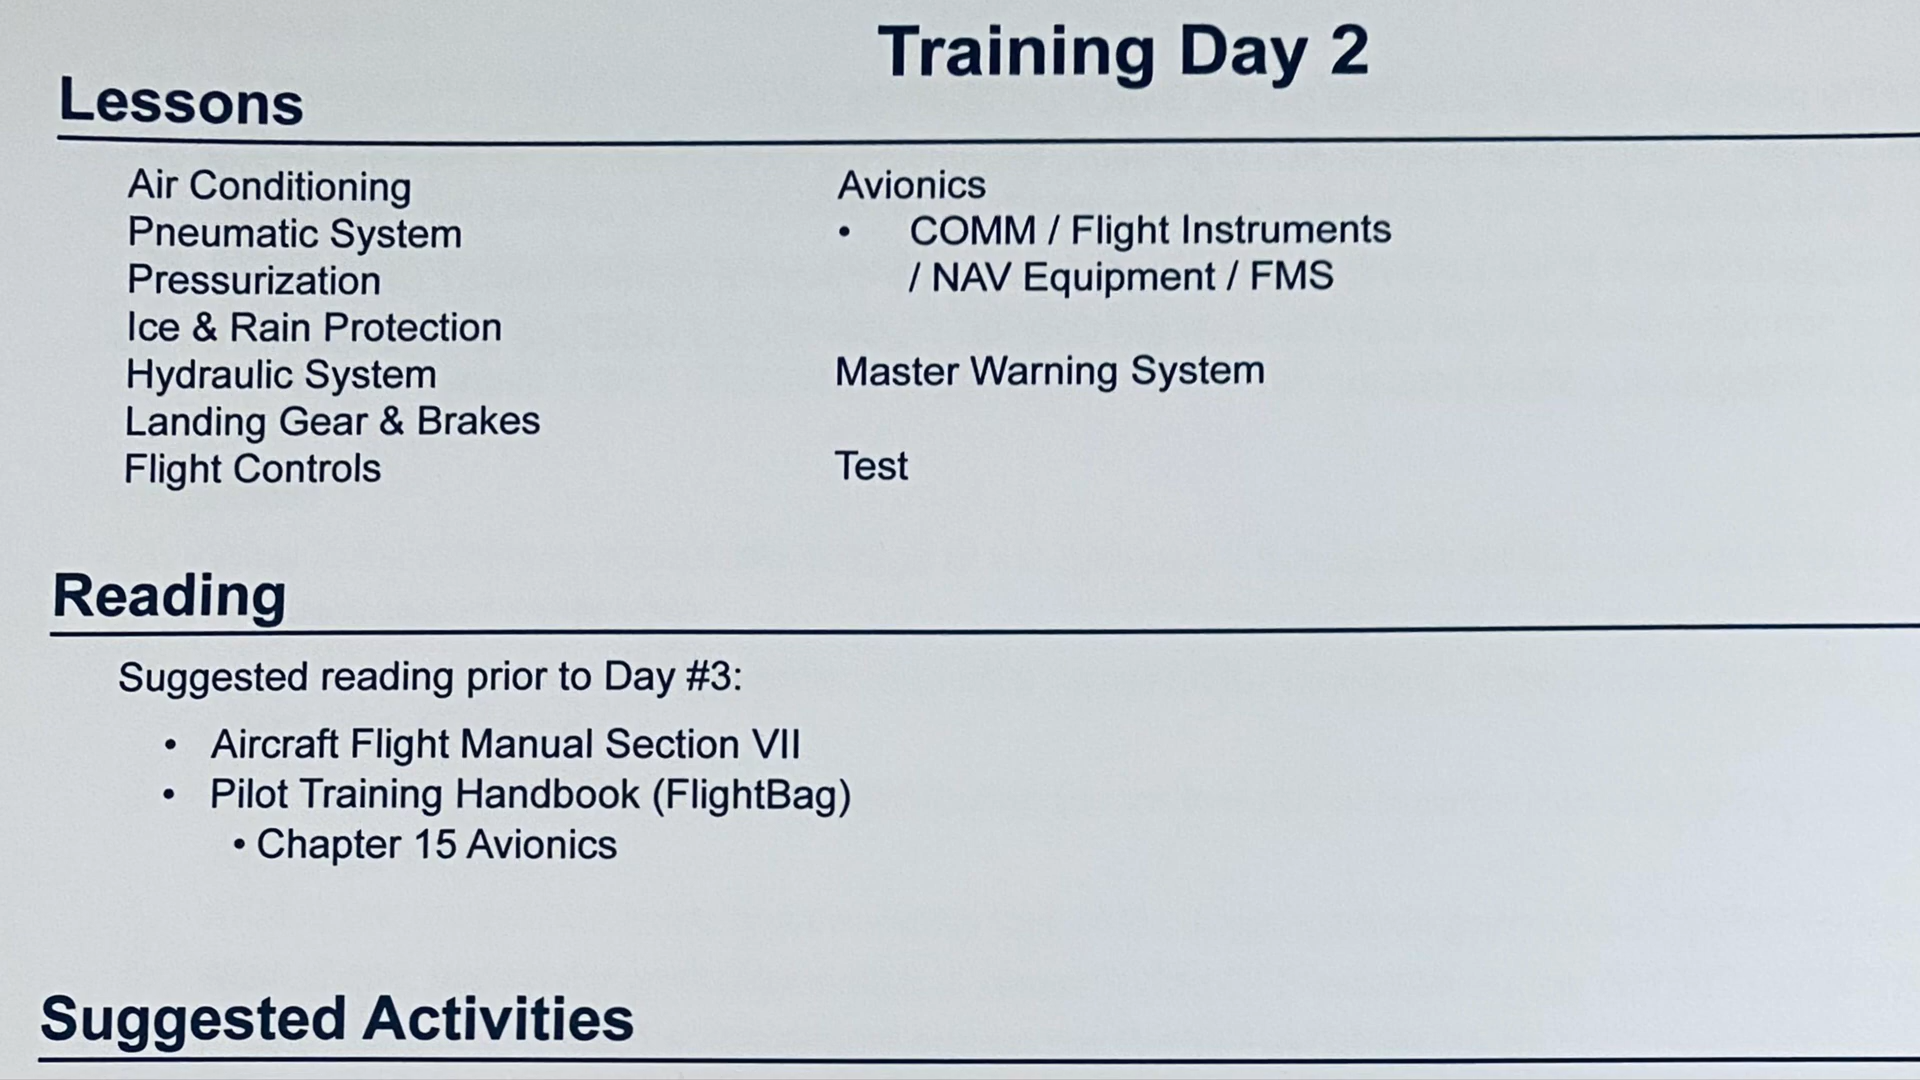 Training Day 2
Lessons
Air Conditioning
Pneumatic System
Pressurization
Ice & Rain Protection
Hydraulic System
Landing Gear & Brakes
Flight Controls
Avionics
• COMM / Flight Instruments
/ NAV Equipment / FMS
Master Warning System
Test
Reading
Suggested reading prior to Day #3:
• Aircraft Flight Manual Section VII
• Pilot Training Handbook (FlightBag)
• Chapter 15 Avionics
Suggested Activities